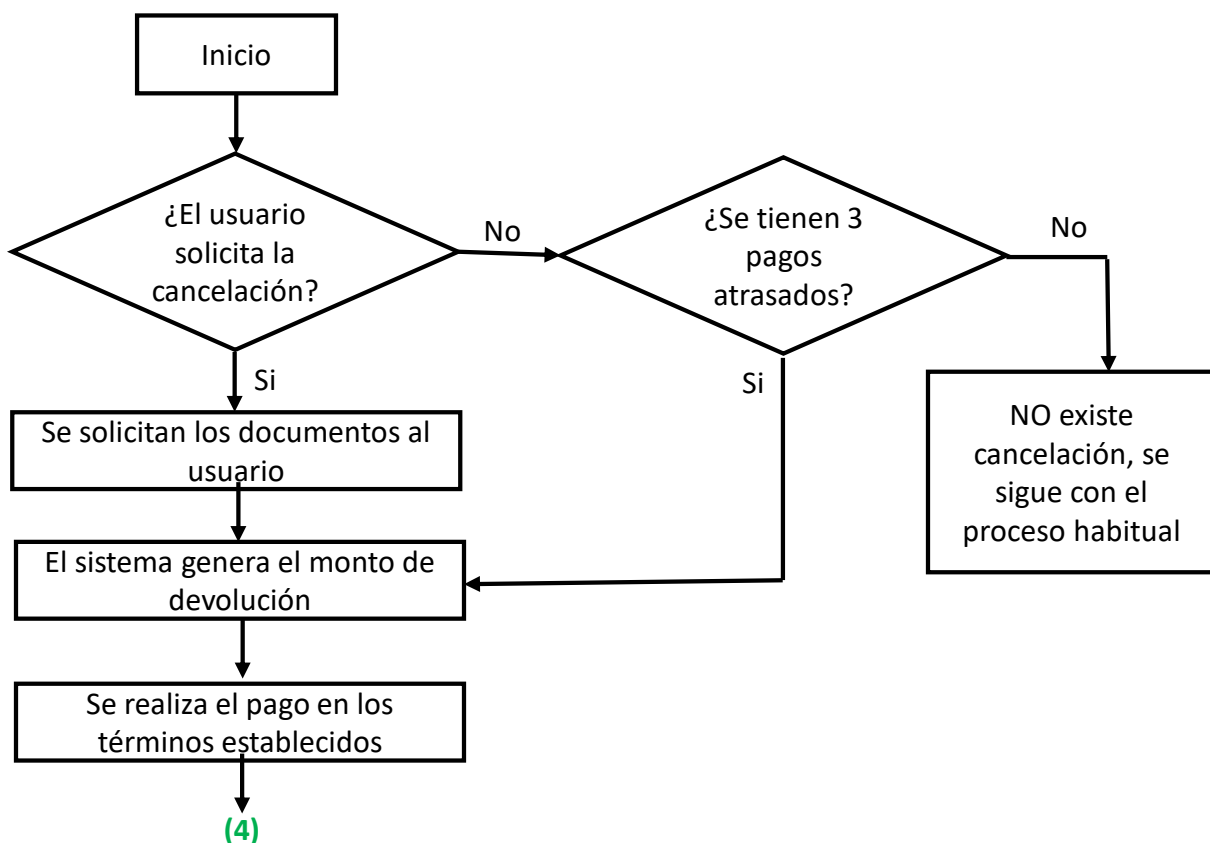 Inicio
¿El usuario
solicita la
cancelación?
No
¿Se tienen 3
pagos
atrasados?
No
Si
Si
Se solicitan los documentos al
usuario
NO existe
cancelación, se
sigue con el
proceso habitual
El sistema genera el monto de
devolución
Se realiza el pago en los
términos establecidos
(4)